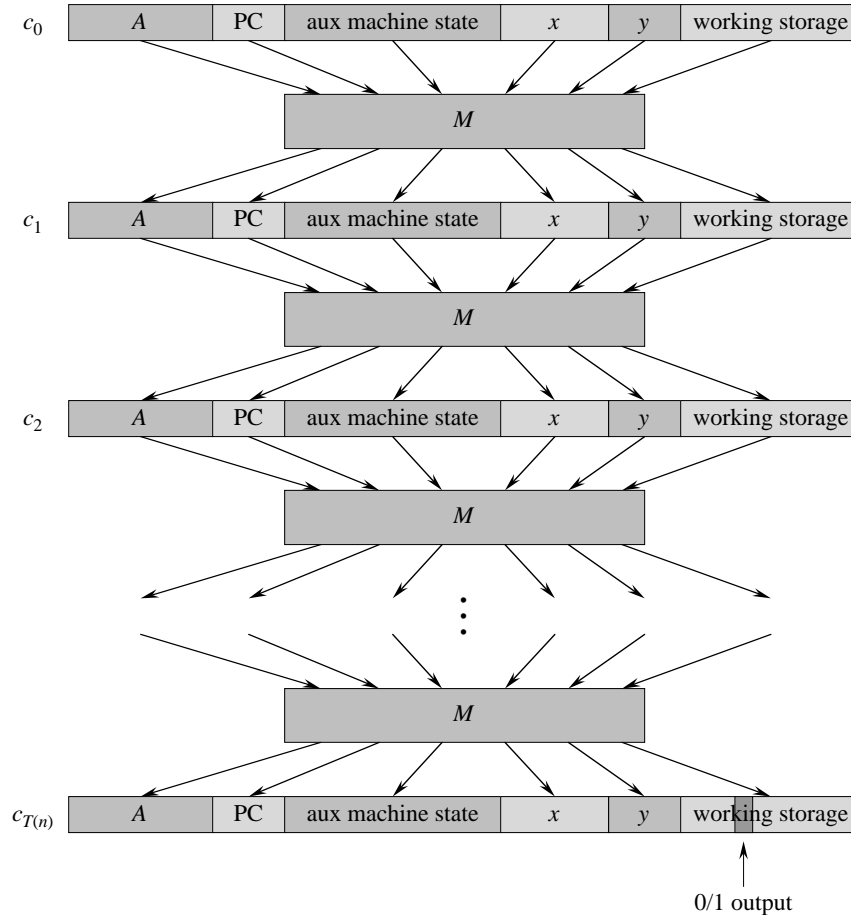 c₀ A PC aux machine state x y working storage
M
c₁ A PC aux machine state x y working storage
M
c₂ A PC aux machine state x y working storage
M
⋮
M
c_T(n) A PC aux machine state x y working storage
0/1 output